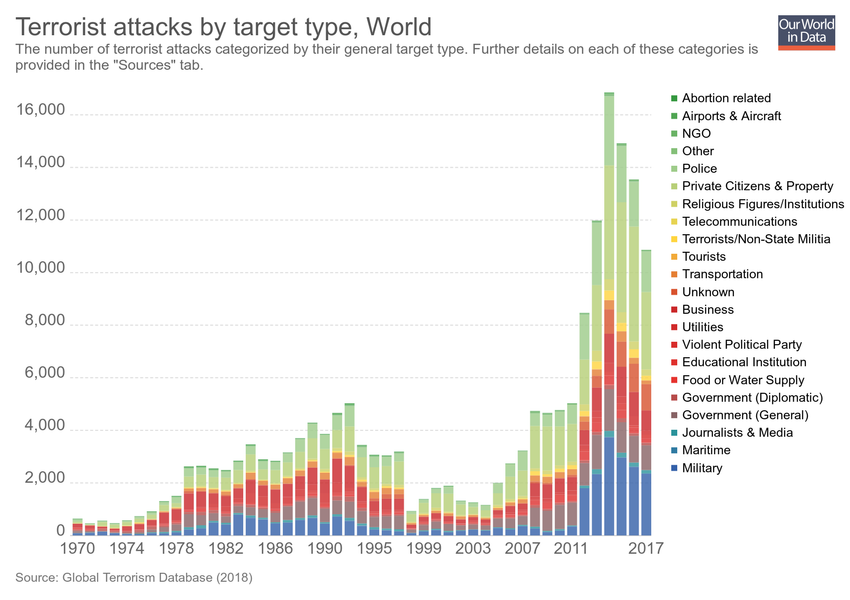 Terrorist attacks by target type, World
Our World
in Data
The number of terrorist attacks categorized by their general target type. Further details on each of these categories is
provided in the "Sources" tab.
16,000
14,000
12,000
10,000
8,000
6,000
4,000
2,000
0
1970 1974 1978 1982 1986 1990 1995 1999 2003 2007 2011 2017
Abortion related
Airports & Aircraft
NGO
Other
Police
Private Citizens & Property
Religious Figures/Institutions
Telecommunications
Terrorists/Non-State Militia
Tourists
Transportation
Unknown
Business
Utilities
Violent Political Party
Educational Institution
Food or Water Supply
Government (Diplomatic)
Government (General)
Journalists & Media
Maritime
Military
Source: Global Terrorism Database (2018)